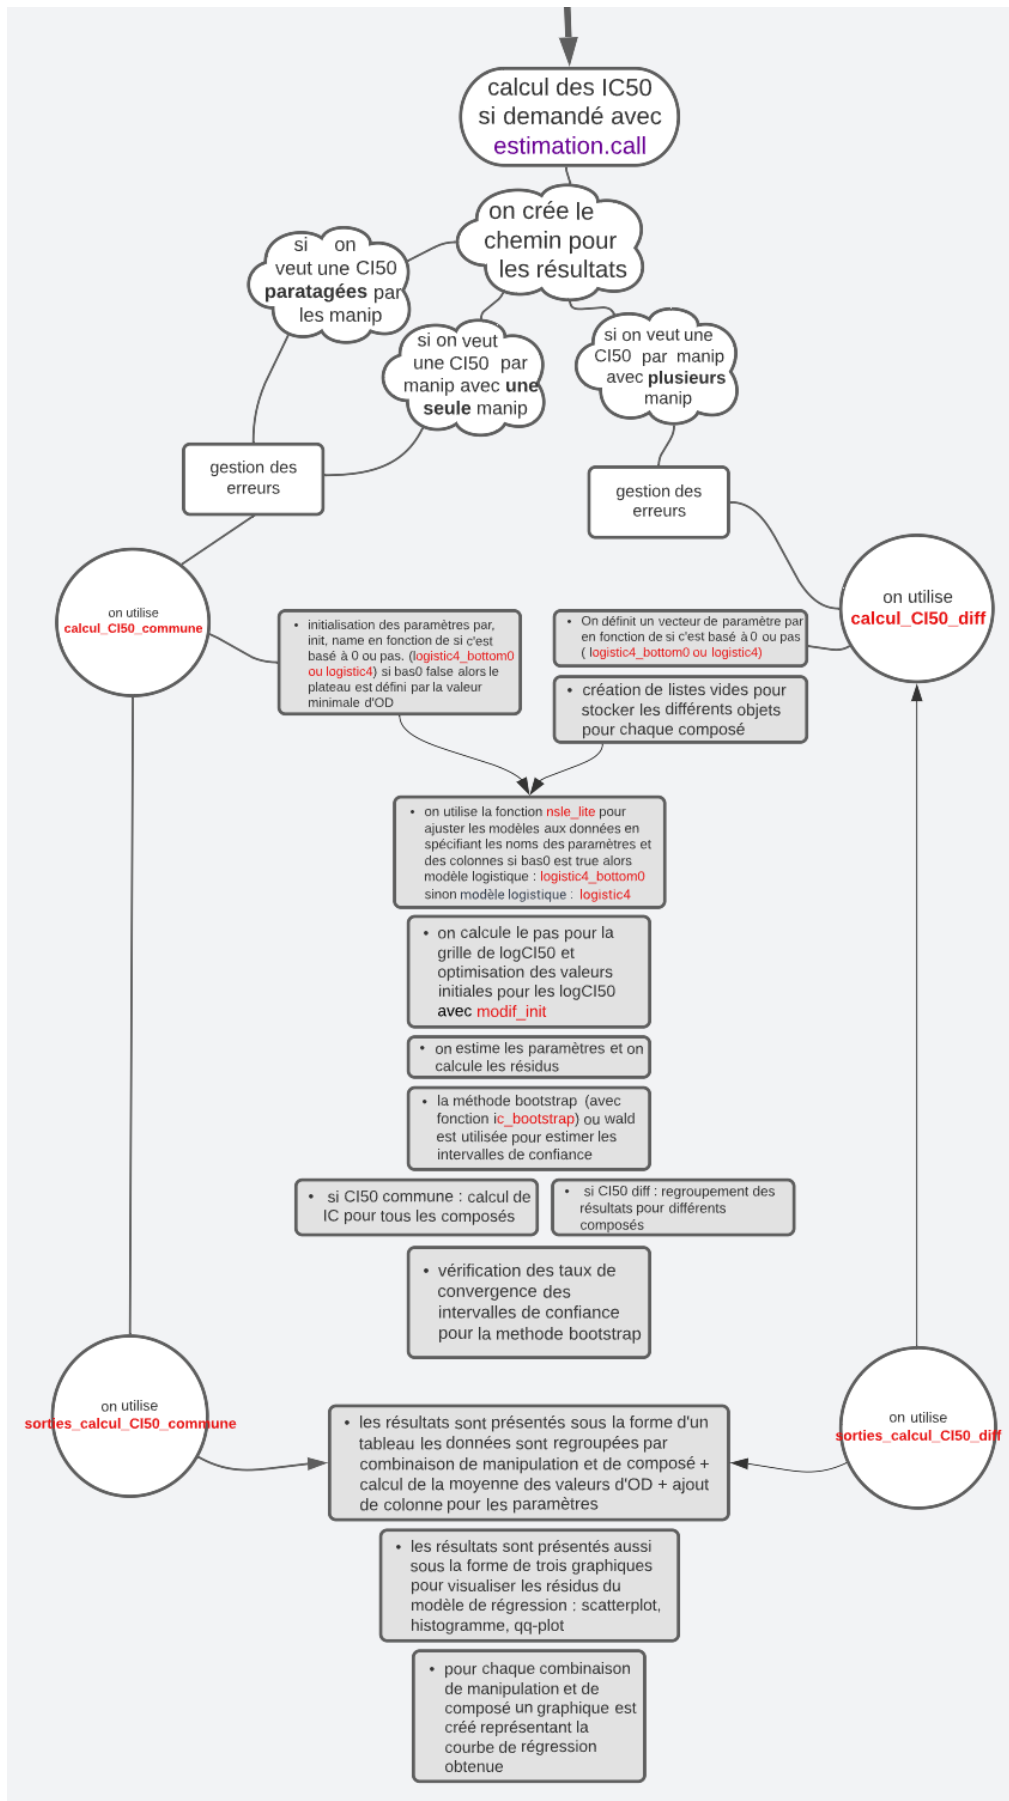 calcul des IC50
si demandé avec
estimation.call
on crée le
chemin pour
les résultats
si on
veut une CI50
paratagées par
les manip
si on veut
une CI50 par
manip avec une
seule manip
si on veut une
CI50 par manip
avec plusieurs
manip
gestion des
erreurs
gestion des
erreurs
on utilise
calcul_CI50_commune
on utilise
calcul_CI50_diff
• initialisation des paramètres par,
init, name en fonction de si c'est
basé à 0 ou pas. (logistic4_bottom0
ou logistic4) si bas0 false alors le
plateau est défini par la valeur
minimale d'OD
• On définit un vecteur de paramètre par
en fonction de si c'est basé à 0 ou pas
( logistic4_bottom0 ou logistic4)
• création de listes vides pour
stocker les différents objets
pour chaque composé
• on utilise la fonction nsle_lite pour
ajuster les modèles aux données en
spécifiant les noms des paramètres et
des colonnes si bas0 est true alors
modèle logistique : logistic4_bottom0
sinon modèle logistique : logistic4
• on calcule le pas pour la
grille de logCI50 et
optimisation des valeurs
initiales pour les logCI50
avec modif_init
• on estime les paramètres et on
calcule les résidus
• la méthode bootstrap (avec
fonction ic_bootstrap) ou wald
est utilisée pour estimer les
intervalles de confiance
• si CI50 commune : calcul de
IC pour tous les composés
• si CI50 diff : regroupement des
résultats pour différents
composés
• vérification des taux de
convergence des
intervalles de confiance
pour la methode bootstrap
on utilise
sorties_calcul_CI50_commune
on utilise
sorties_calcul_CI50_diff
• les résultats sont présentés sous la forme d'un
tableau les données sont regroupées par
combinaison de manipulation et de composé +
calcul de la moyenne des valeurs d'OD + ajout
de colonne pour les paramètres
• les résultats sont présentés aussi
sous la forme de trois graphiques
pour visualiser les résidus du
modèle de régression : scatterplot,
histogramme, qq-plot
• pour chaque combinaison
de manipulation et de
composé un graphique est
créé représentant la
courbe de régression
obtenue